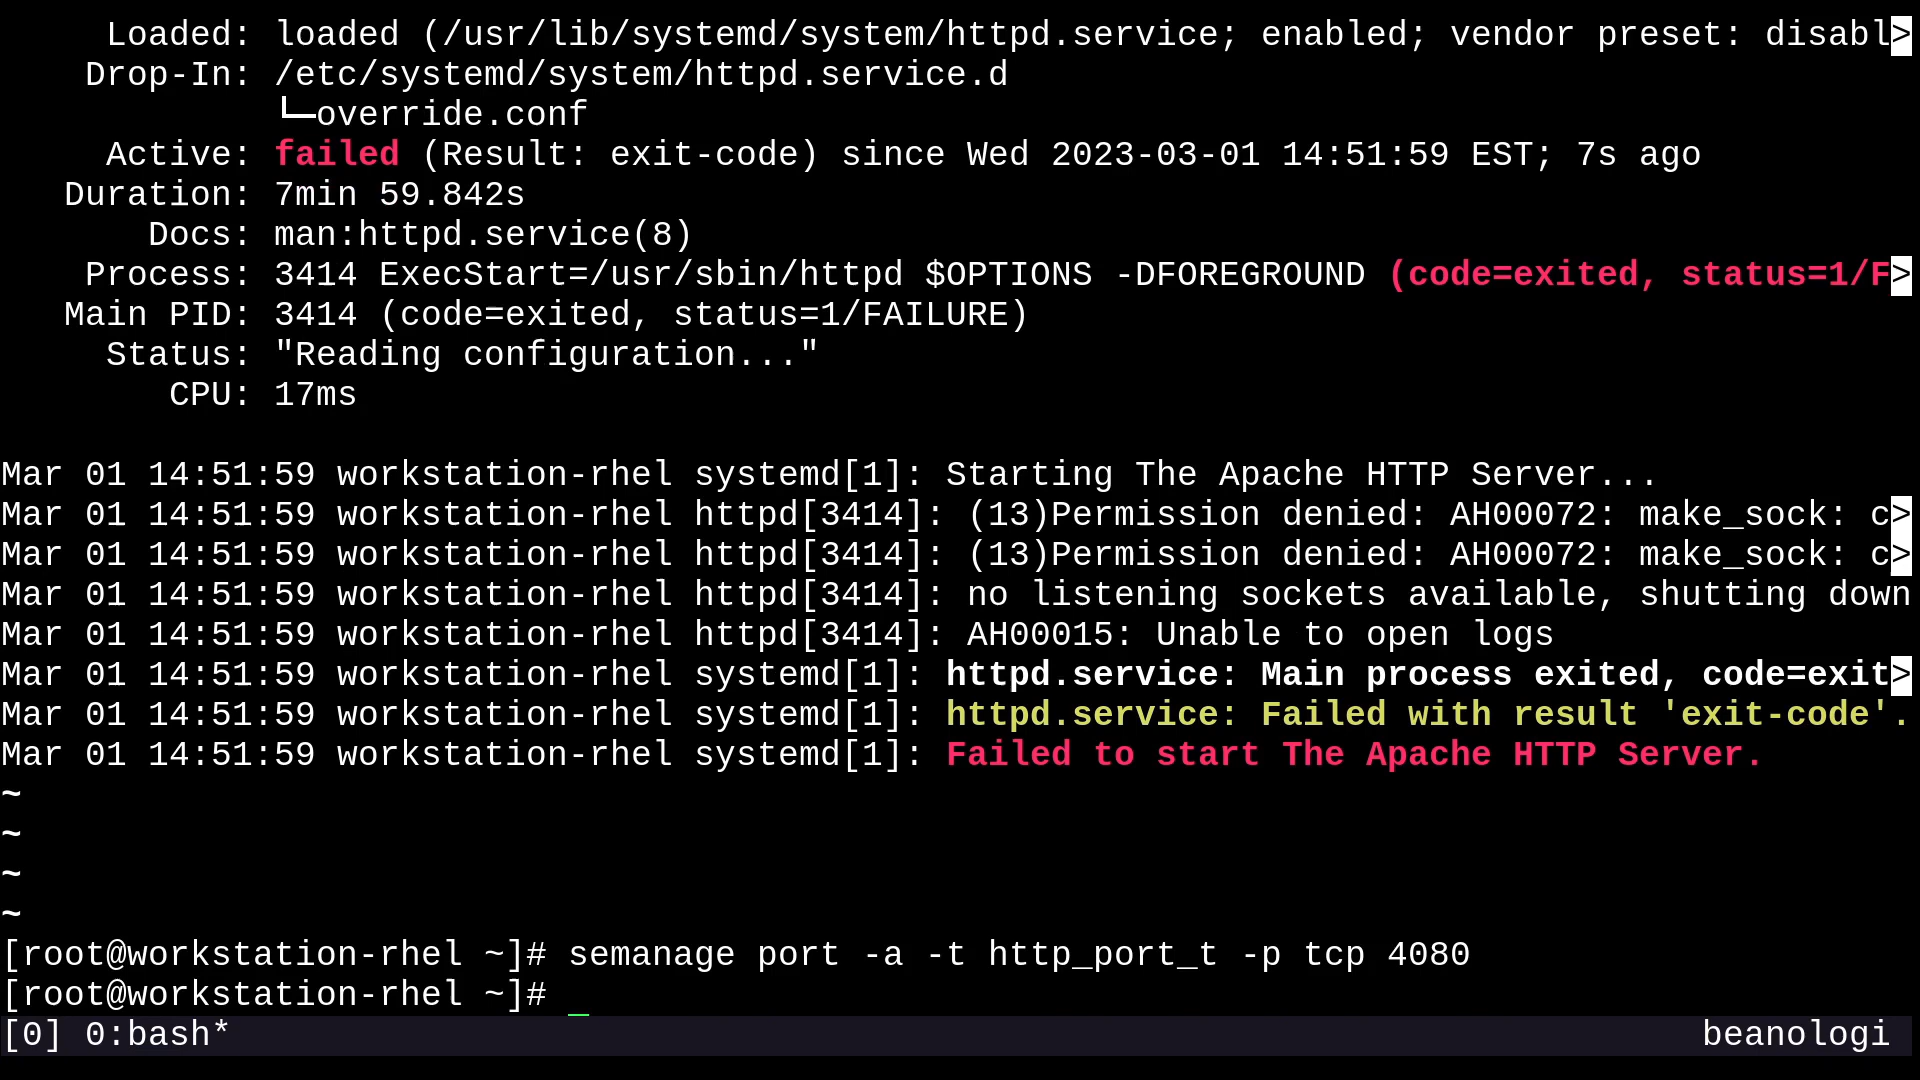 Loaded: loaded (/usr/lib/systemd/system/httpd.service; enabled; vendor preset: disabl>
Drop-In: /etc/systemd/system/httpd.service.d
└─override.conf
Active: failed (Result: exit-code) since Wed 2023-03-01 14:51:59 EST; 7s ago
Duration: 7min 59.842s
Docs: man:httpd.service(8)
Process: 3414 ExecStart=/usr/sbin/httpd $OPTIONS -DFOREGROUND (code=exited, status=1/F>
Main PID: 3414 (code=exited, status=1/FAILURE)
Status: "Reading configuration..."
CPU: 17ms
Mar 01 14:51:59 workstation-rhel systemd[1]: Starting The Apache HTTP Server...
Mar 01 14:51:59 workstation-rhel httpd[3414]: (13)Permission denied: AH00072: make_sock: c>
Mar 01 14:51:59 workstation-rhel httpd[3414]: (13)Permission denied: AH00072: make_sock: c>
Mar 01 14:51:59 workstation-rhel httpd[3414]: no listening sockets available, shutting down
Mar 01 14:51:59 workstation-rhel httpd[3414]: AH00015: Unable to open logs
Mar 01 14:51:59 workstation-rhel systemd[1]: httpd.service: Main process exited, code=exit>
Mar 01 14:51:59 workstation-rhel systemd[1]: httpd.service: Failed with result 'exit-code'.
Mar 01 14:51:59 workstation-rhel systemd[1]: Failed to start The Apache HTTP Server.
~
~
~
~
[root@workstation-rhel ~]# semanage port -a -t http_port_t -p tcp 4080
[root@workstation-rhel ~]# _
[0] 0:bash* beanologi